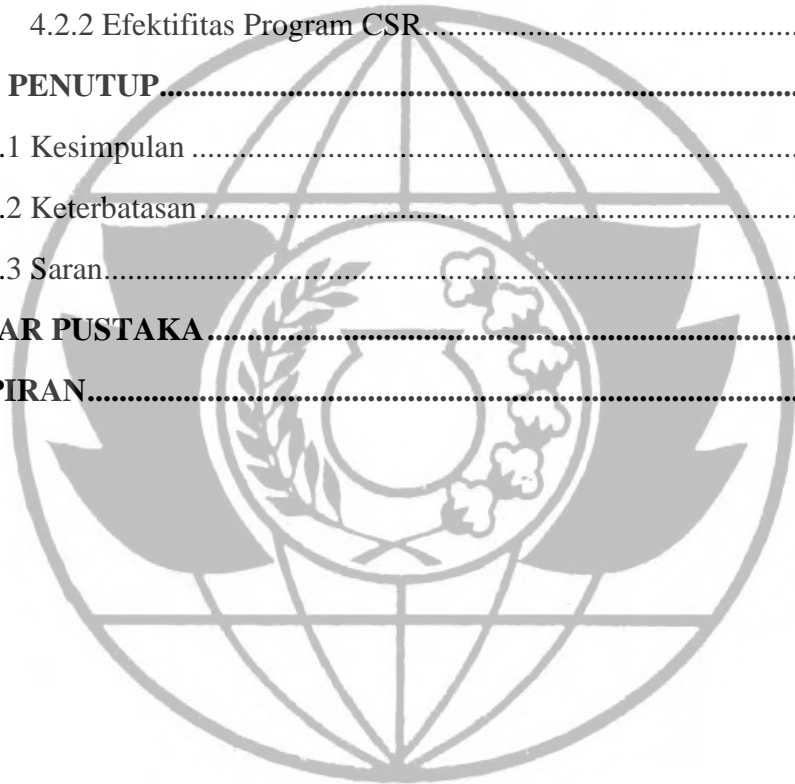 4.2.2 Efektifitas Program CSR..........................................................
PENUTUP.................................................................................................
.1 Kesimpulan ...........................................................................................
.2 Keterbatasan.........................................................................................
.3 Saran.....................................................................................................
AR PUSTAKA.........................................................................................
PIRAN......................................................................................................